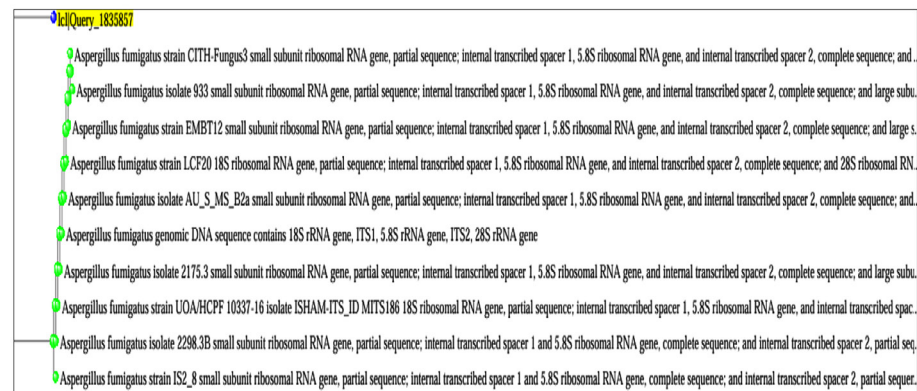 lcl|Query_1835857
Aspergillus fumigatus strain CITH-Fungus3 small subunit ribosomal RNA gene, partial sequence; internal transcribed spacer 1, 5.8S ribosomal RNA gene, and internal transcribed spacer 2, complete sequence; and ..
Aspergillus fumigatus isolate 933 small subunit ribosomal RNA gene, partial sequence; internal transcribed spacer 1, 5.8S ribosomal RNA gene, and internal transcribed spacer 2, complete sequence; and large subu..
Aspergillus fumigatus strain EMBT12 small subunit ribosomal RNA gene, partial sequence; internal transcribed spacer 1, 5.8S ribosomal RNA gene, and internal transcribed spacer 2, complete sequence; and large s..
Aspergillus fumigatus strain LCF20 18S ribosomal RNA gene, partial sequence; internal transcribed spacer 1, 5.8S ribosomal RNA gene, and internal transcribed spacer 2, complete sequence; and 28S ribosomal RN..
Aspergillus fumigatus isolate AU_S_MS_B2a small subunit ribosomal RNA gene, partial sequence; internal transcribed spacer 1, 5.8S ribosomal RNA gene, and internal transcribed spacer 2, complete sequence; and..
Aspergillus fumigatus genomic DNA sequence contains 18S rRNA gene, ITS1, 5.8S rRNA gene, ITS2, 28S rRNA gene
Aspergillus fumigatus isolate 2175.3 small subunit ribosomal RNA gene, partial sequence; internal transcribed spacer 1, 5.8S ribosomal RNA gene, and internal transcribed spacer 2, complete sequence; and large subu..
Aspergillus fumigatus strain UOA/HCPF 10337-16 isolate ISHAM-ITS_ID MITS186 18S ribosomal RNA gene, partial sequence; internal transcribed spacer 1, 5.8S ribosomal RNA gene, and internal transcribed spac..
Aspergillus fumigatus isolate 2298.3B small subunit ribosomal RNA gene, partial sequence; internal transcribed spacer 1 and 5.8S ribosomal RNA gene, complete sequence; and internal transcribed spacer 2, partial seq..
Aspergillus fumigatus strain IS2_8 small subunit ribosomal RNA gene, partial sequence; internal transcribed spacer 1 and 5.8S ribosomal RNA gene, complete sequence; and internal transcribed spacer 2, partial sequer..